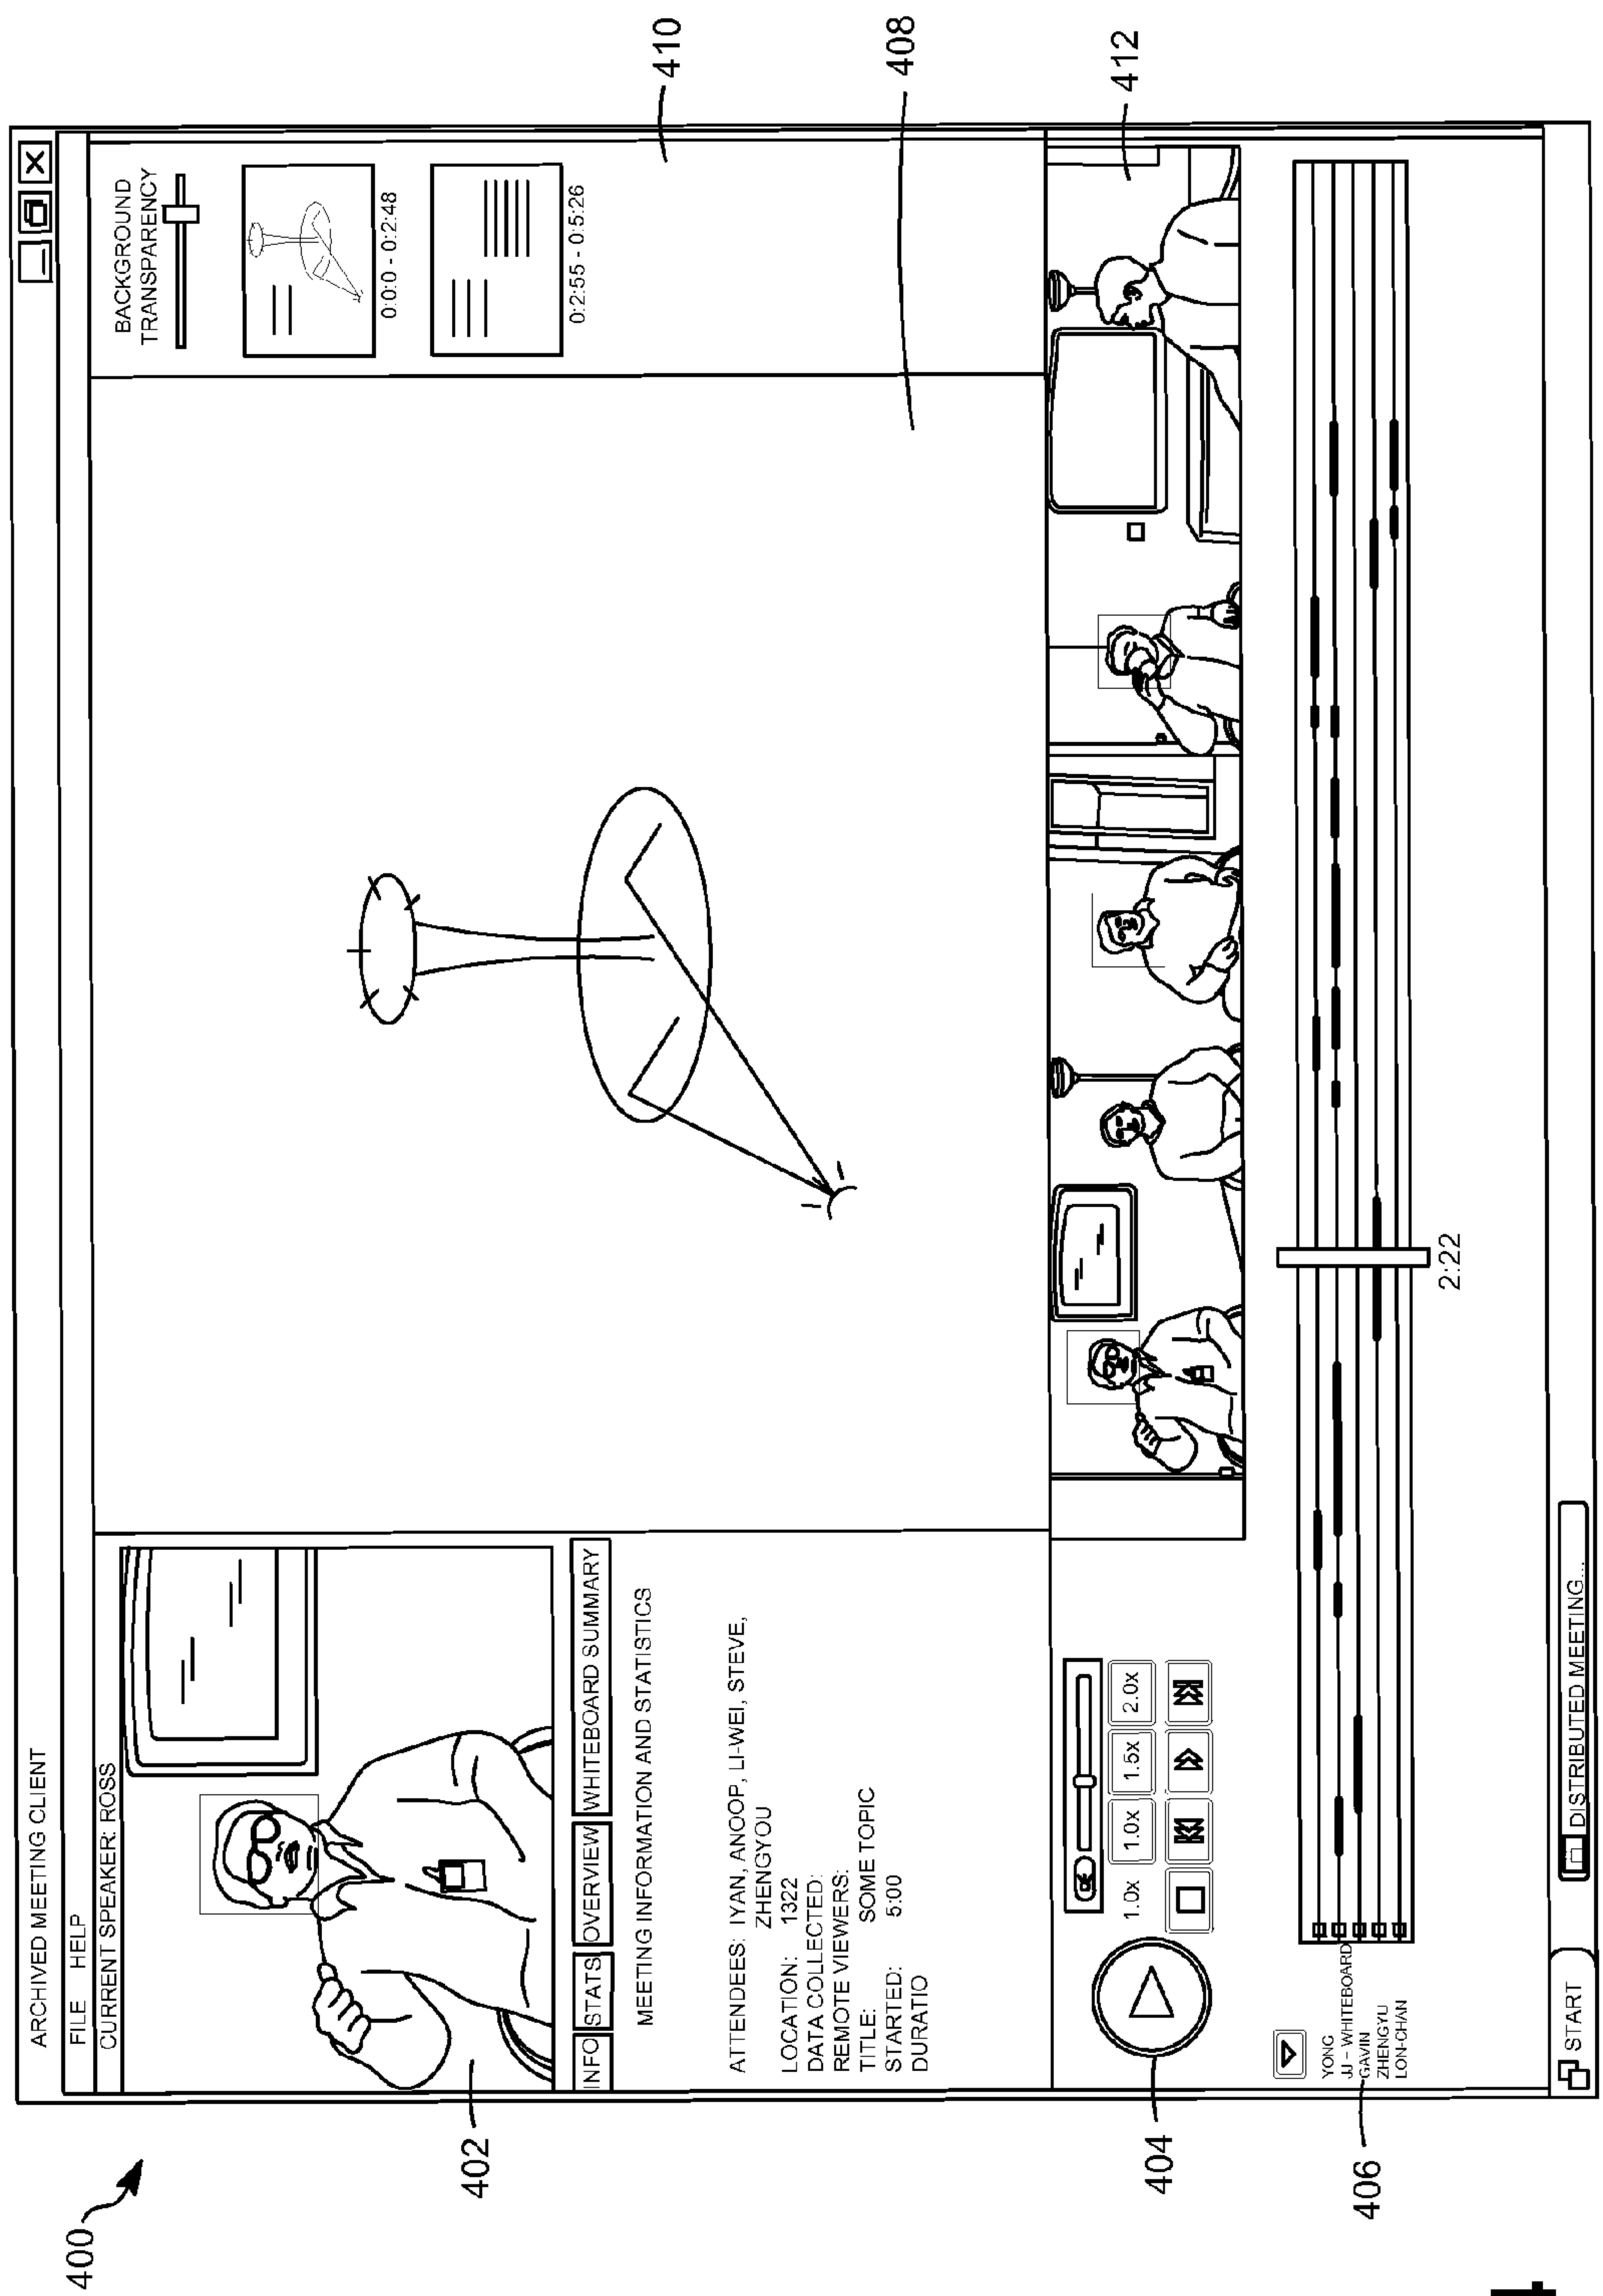 400
ARCHIVED MEETING CLIENT
FILE HELP
CURRENT SPEAKER: ROSS
402
INFO STATS OVERVIEW WHITEBOARD SUMMARY
MEETING INFORMATION AND STATISTICS
ATTENDEES: IYAN, ANOOP, LI-WEI, STEVE,
ZHENGYOU
LOCATION: 1322
DATA COLLECTED:
REMOTE VIEWERS:
TITLE: SOME TOPIC
STARTED: 5:00
DURATIO
BACKGROUND
TRANSPARENCY
0:0:0 - 0:2:48
0:2:55 - 0:5:26
410
408
412
404
1.0x 1.0x 1.5x 2.0x
406
YONG
JJ - WHITEBOARD
GAVIN
ZHENGYU
LON-CHAN
2:22
START DISTRIBUTED MEETING...